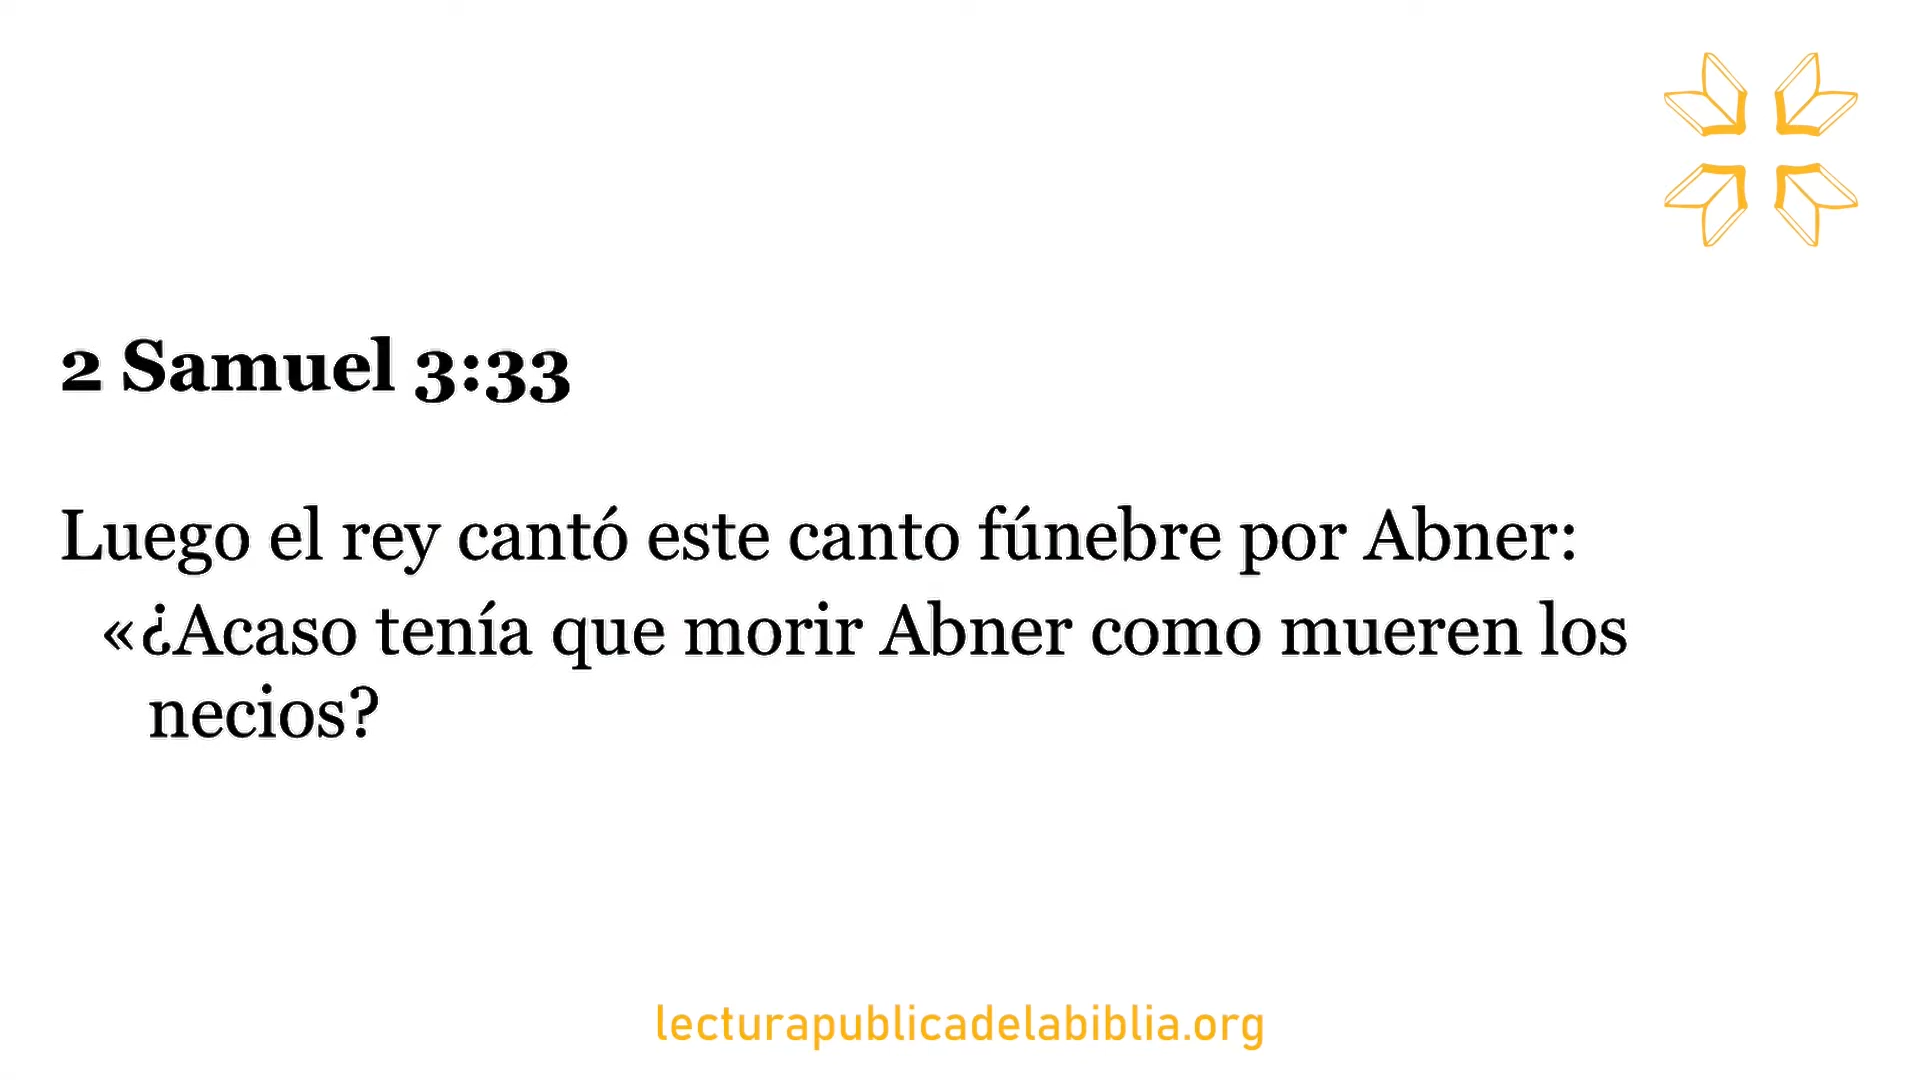 2 Samuel 3:33
Luego el rey cantó este canto fúnebre por Abner:
«¿Acaso tenía que morir Abner como mueren los
necios?
lecturapublicadelabiblia.org